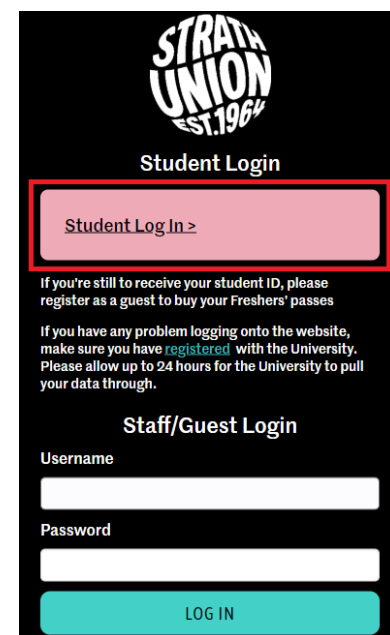 STRATH
UNION
EST.1964
Student Login
Student Log In >
If you're still to receive your student ID, please
register as a guest to buy your Freshers' passes
If you have any problem logging onto the website,
make sure you have registered with the University.
Please allow up to 24 hours for the University to pull
your data through.
Staff/Guest Login
Username
Password
LOG IN